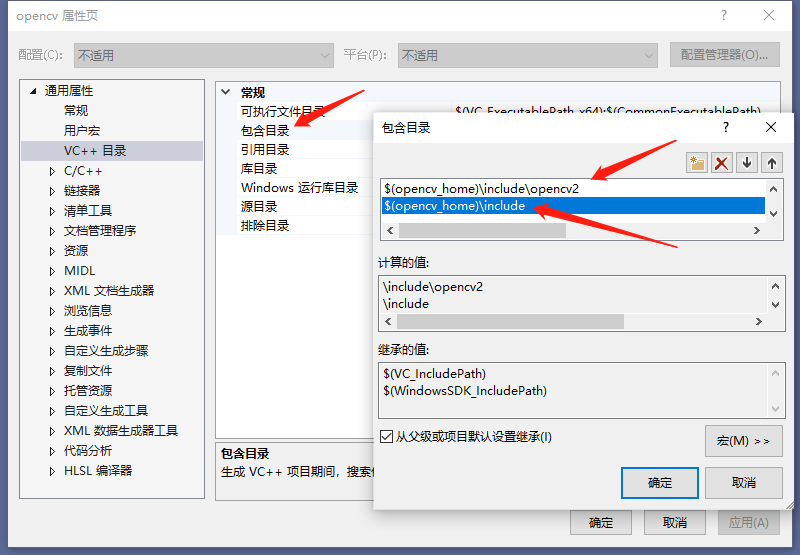 opencv 属性页
配置(C):
不适用
平台(P):
不适用
配置管理器(O)...
通用属性
常规
用户宏
VC++ 目录
C/C++
链接器
清单工具
文档管理程序
资源
MIDL
XML 文档生成器
浏览信息
生成事件
自定义生成步骤
复制文件
托管资源
自定义生成工具
XML 数据生成器工具
代码分析
HLSL 编译器
常规
可执行文件目录
$(VC_ExecutablePath_x64);$(CommonExecutablePath)
包含目录
引用目录
库目录
Windows 运行库目录
源目录
排除目录
包含目录
生成 VC++ 项目期间，搜索
包含目录
$(opencv_home)\include\opencv2
$(opencv_home)\include
计算的值:
\include\opencv2
\include
继承的值:
$(VC_IncludePath)
$(WindowsSDK_IncludePath)
从父级或项目默认设置继承(I)
宏(M) >>
确定
取消
确定
取消
应用(A)